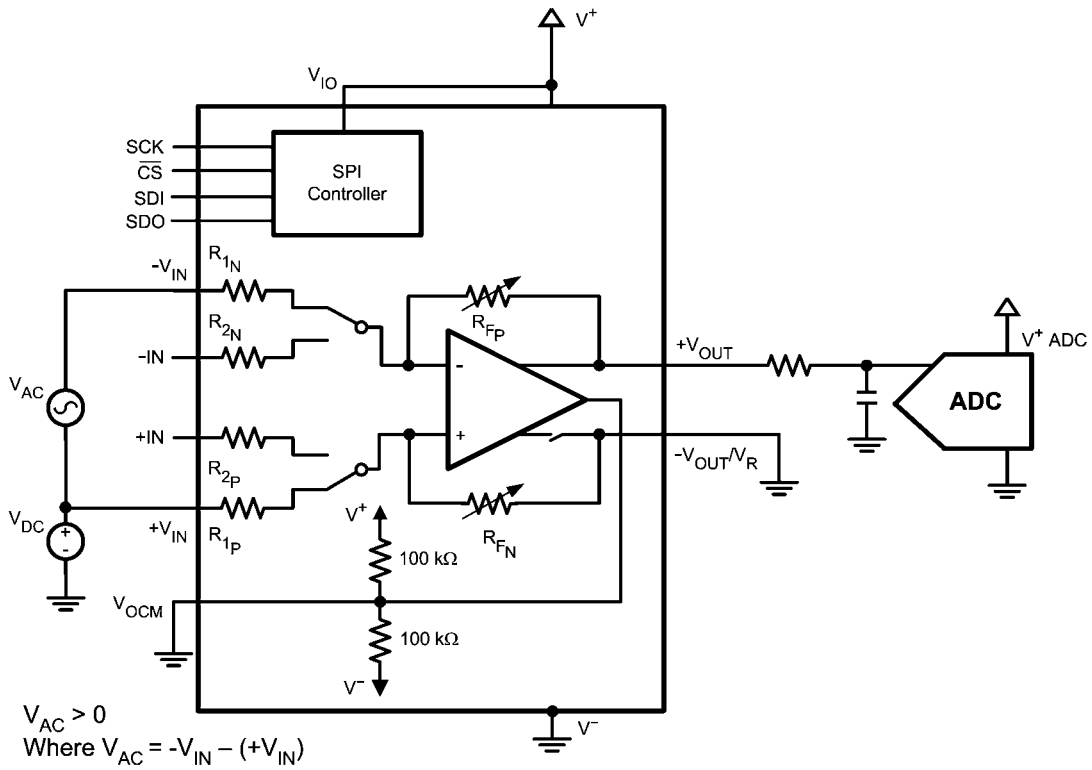 V+
VIO
SCK
CS
SDI
SDO
SPI
Controller
-VIN
R1N
R2N
–IN
RFP
+VOUT
V+ ADC
ADC
VAC
+IN
R2P
-
+
–VOUT/VR
VDC
+
-
+VIN
R1P
V+
RFN
100 kΩ
VOCM
100 kΩ
V–
V–
VAC > 0
Where VAC = -VIN – (+VIN)